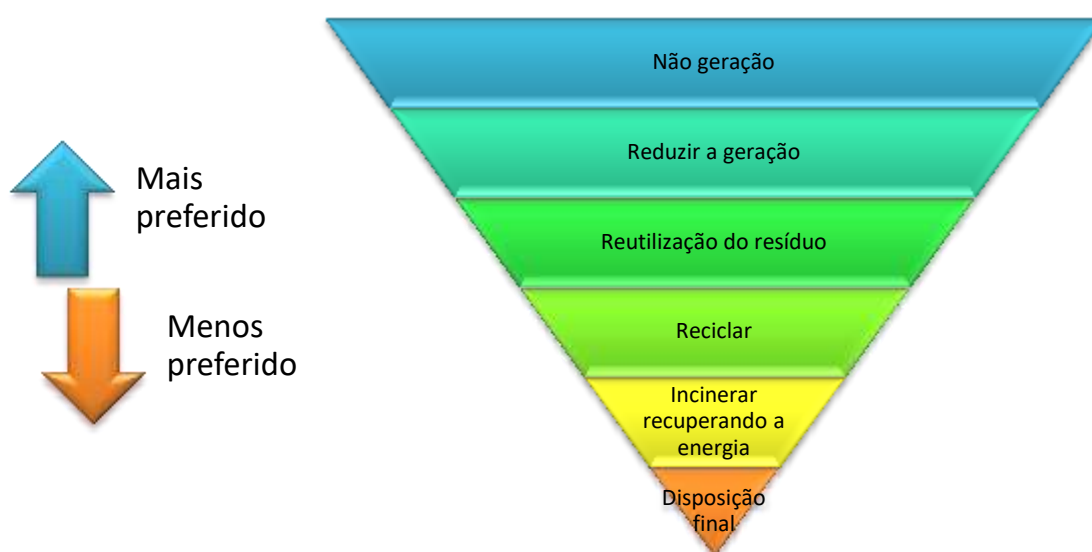 Não geração
Reduzir a geração
Mais
preferido
Reutilização do resíduo
Menos
preferido
Reciclar
Incinerar
recuperando a
energia
Disposição
final